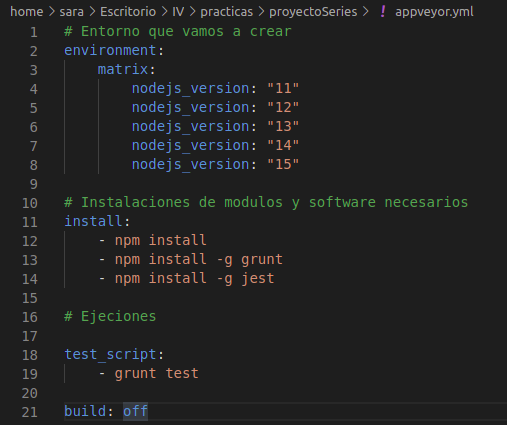 home > sara > Escritorio > IV > practicas > proyectoSeries > ! appveyor.yml
1 # Entorno que vamos a crear
2 environment:
3     matrix:
4         nodejs_version: "11"
5         nodejs_version: "12"
6         nodejs_version: "13"
7         nodejs_version: "14"
8         nodejs_version: "15"
9
10 # Instalaciones de modulos y software necesarios
11 install:
12     - npm install
13     - npm install -g grunt
14     - npm install -g jest
15
16 # Ejeciones
17
18 test_script:
19     - grunt test
20
21 build: off